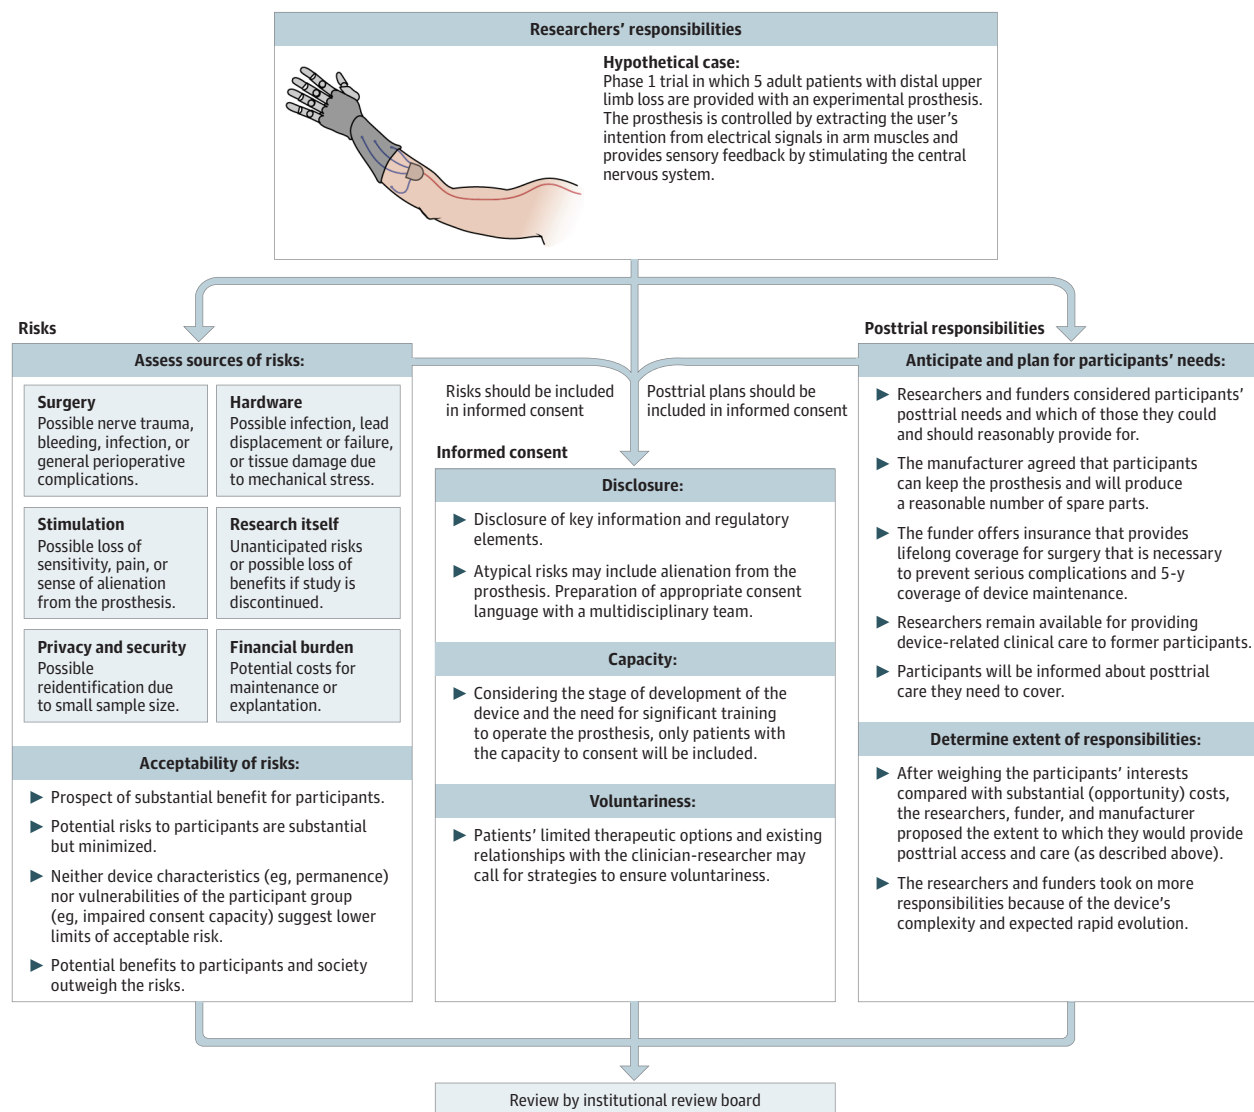 Researchers’ responsibilities
Hypothetical case:
Phase 1 trial in which 5 adult patients with distal upper
limb loss are provided with an experimental prosthesis.
The prosthesis is controlled by extracting the user’s
intention from electrical signals in arm muscles and
provides sensory feedback by stimulating the central
nervous system.
Risks
Assess sources of risks:
Surgery
Possible nerve trauma,
bleeding, infection, or
general perioperative
complications.
Hardware
Possible infection, lead
displacement or failure,
or tissue damage due
to mechanical stress.
Stimulation
Possible loss of
sensitivity, pain, or
sense of alienation
from the prosthesis.
Research itself
Unanticipated risks
or possible loss of
benefits if study is
discontinued.
Privacy and security
Possible
reidentification due
to small sample size.
Financial burden
Potential costs for
maintenance or
explantation.
Acceptability of risks:
▶ Prospect of substantial benefit for participants.
▶ Potential risks to participants are substantial
but minimized.
▶ Neither device characteristics (eg, permanence)
nor vulnerabilities of the participant group
(eg, impaired consent capacity) suggest lower
limits of acceptable risk.
▶ Potential benefits to participants and society
outweigh the risks.
Risks should be included
in informed consent
Posttrial plans should be
included in informed consent
Informed consent
Disclosure:
▶ Disclosure of key information and regulatory
elements.
▶ Atypical risks may include alienation from the
prosthesis. Preparation of appropriate consent
language with a multidisciplinary team.
Capacity:
▶ Considering the stage of development of the
device and the need for significant training
to operate the prosthesis, only patients with
the capacity to consent will be included.
Voluntariness:
▶ Patients’ limited therapeutic options and existing
relationships with the clinician-researcher may
call for strategies to ensure voluntariness.
Posttrial responsibilities
Anticipate and plan for participants’ needs:
▶ Researchers and funders considered participants’
posttrial needs and which of those they could
and should reasonably provide for.
▶ The manufacturer agreed that participants
can keep the prosthesis and will produce
a reasonable number of spare parts.
▶ The funder offers insurance that provides
lifelong coverage for surgery that is necessary
to prevent serious complications and 5-y
coverage of device maintenance.
▶ Researchers remain available for providing
device-related clinical care to former participants.
▶ Participants will be informed about posttrial
care they need to cover.
Determine extent of responsibilities:
▶ After weighing the participants’ interests
compared with substantial (opportunity) costs,
the researchers, funder, and manufacturer
proposed the extent to which they would provide
posttrial access and care (as described above).
▶ The researchers and funders took on more
responsibilities because of the device’s
complexity and expected rapid evolution.
Review by institutional review board